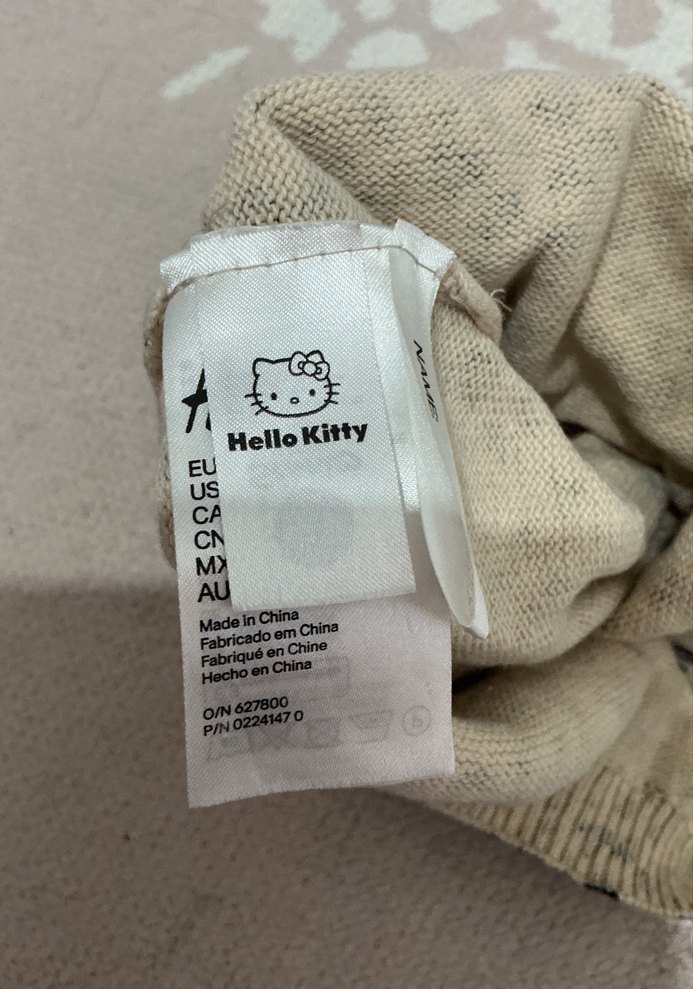 Hello Kitty
NAME
EU
US
CA
CN
MX
AU
Made in China
Fabricado em China
Fabriqué en Chine
Hecho en China
O/N 627800
P/N 0224147 0